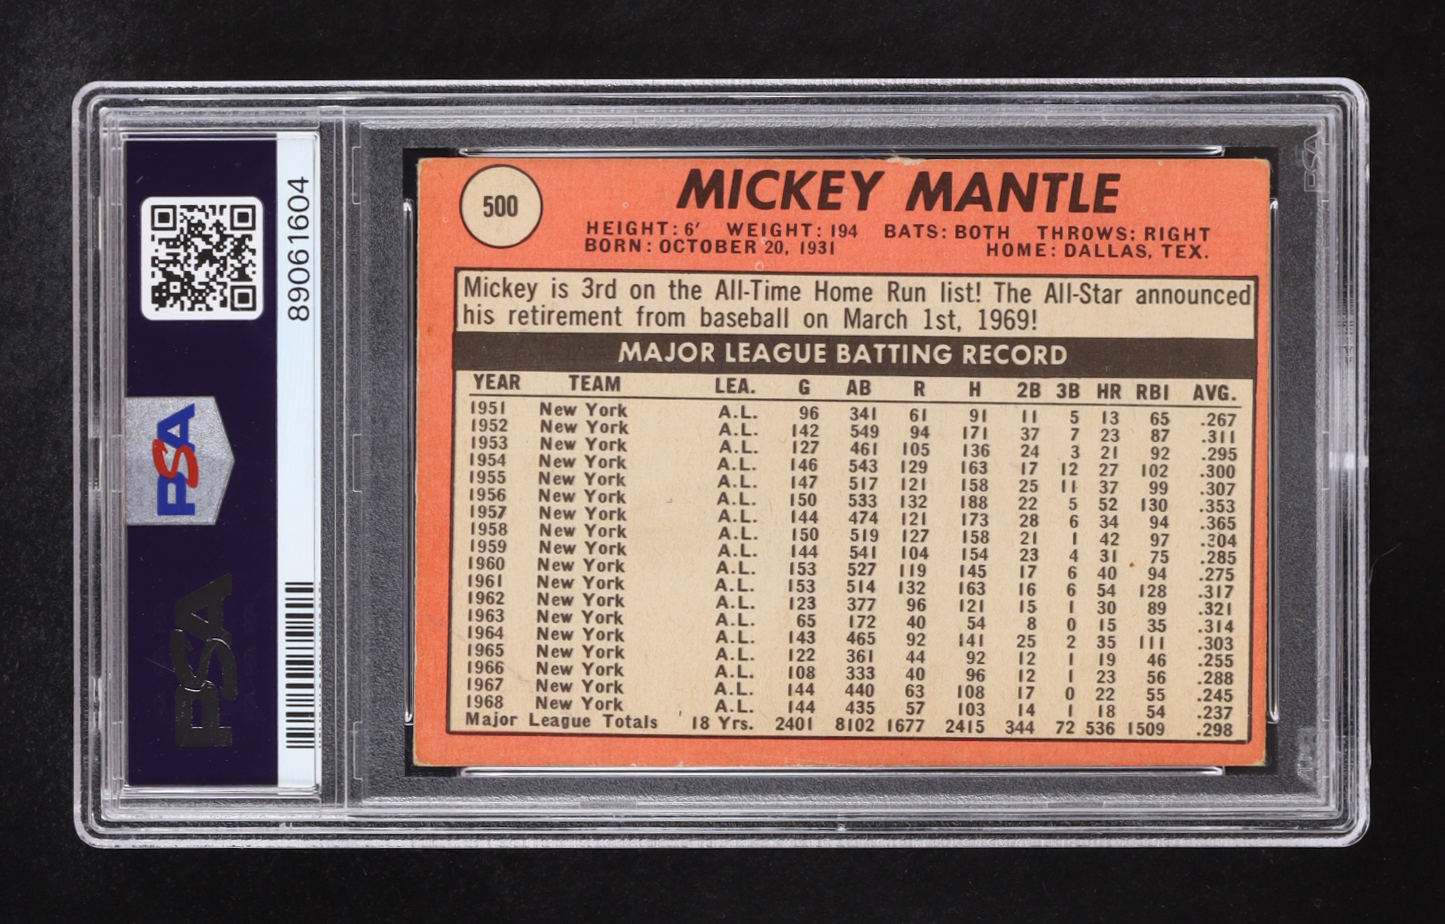 89061604
PSA
PSA
500
MICKEY MANTLE
HEIGHT: 6' WEIGHT: 194 BATS: BOTH THROWS: RIGHT
BORN: OCTOBER 20, 1931 HOME: DALLAS, TEX.
Mickey is 3rd on the All-Time Home Run list! The All-Star announced
his retirement from baseball on March 1st, 1969!
MAJOR LEAGUE BATTING RECORD
YEAR TEAM LEA. G AB R H 2B 3B HR RBI AVG.
1951 New York A.L. 96 341 61 91 11 5 13 65 .267
1952 New York A.L. 142 549 94 171 37 7 23 87 .311
1953 New York A.L. 127 461 105 136 24 3 21 92 .295
1954 New York A.L. 146 543 129 163 17 12 27 102 .300
1955 New York A.L. 147 517 121 158 25 11 37 99 .307
1956 New York A.L. 150 533 132 188 22 5 52 130 .353
1957 New York A.L. 144 474 121 173 28 6 34 94 .365
1958 New York A.L. 150 519 127 158 21 1 42 97 .304
1959 New York A.L. 144 541 104 154 23 4 31 75 .285
1960 New York A.L. 153 527 119 145 17 6 40 94 .275
1961 New York A.L. 153 514 132 163 16 6 54 128 .317
1962 New York A.L. 123 377 96 121 15 1 30 89 .321
1963 New York A.L. 65 172 40 54 8 0 15 35 .314
1964 New York A.L. 143 465 92 141 25 2 35 111 .303
1965 New York A.L. 122 361 44 92 12 1 19 46 .255
1966 New York A.L. 108 333 40 96 12 1 23 56 .288
1967 New York A.L. 144 440 63 108 17 0 22 55 .245
1968 New York A.L. 144 435 57 103 14 1 18 54 .237
Major League Totals 18 Yrs. 2401 8102 1677 2415 344 72 536 1509 .298
PSA